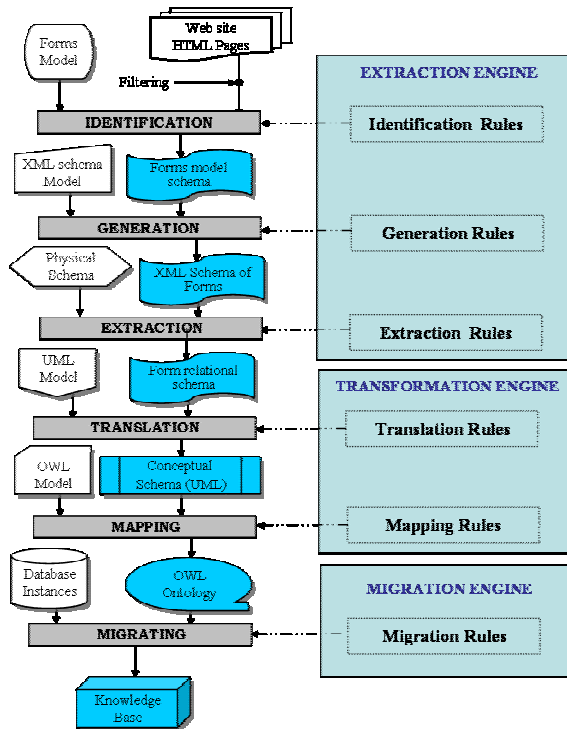 Forms
Model
Web site
HTML Pages
Filtering
EXTRACTION ENGINE
IDENTIFICATION
Identification Rules
XML schema
Model
Forms model
schema
GENERATION
Generation Rules
Physical
Schema
XML Schema of
Forms
EXTRACTION
Extraction Rules
UML
Model
Form relational
schema
TRANSFORMATION ENGINE
TRANSLATION
Translation Rules
OWL
Model
Conceptual
Schema (UML)
MAPPING
Mapping Rules
Database
Instances
OWL
Ontology
MIGRATION ENGINE
MIGRATING
Migration Rules
Knowledge
Base